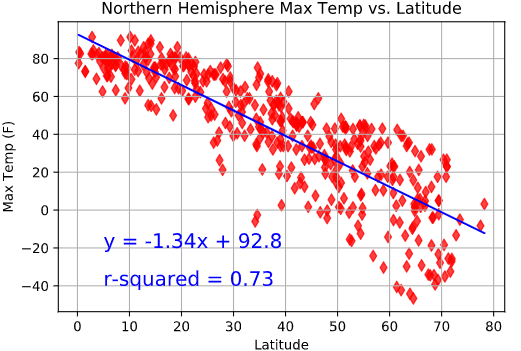 Northern Hemisphere Max Temp vs. Latitude
Max Temp (F)
80
60
40
20
0
−20
−40
y = -1.34x + 92.8
r-squared = 0.73
0 10 20 30 40 50 60 70 80
Latitude